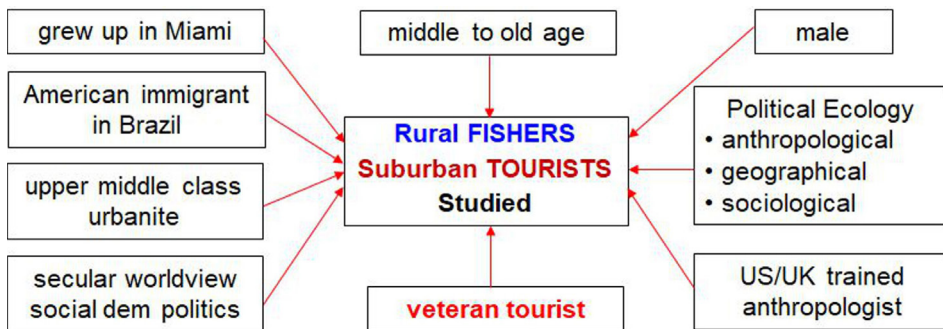 grew up in Miami
middle to old age
male
American immigrant
in Brazil
Rural FISHERS
Suburban TOURISTS
Studied
Political Ecology
• anthropological
• geographical
• sociological
upper middle class
urbanite
secular worldview
social dem politics
veteran tourist
US/UK trained
anthropologist